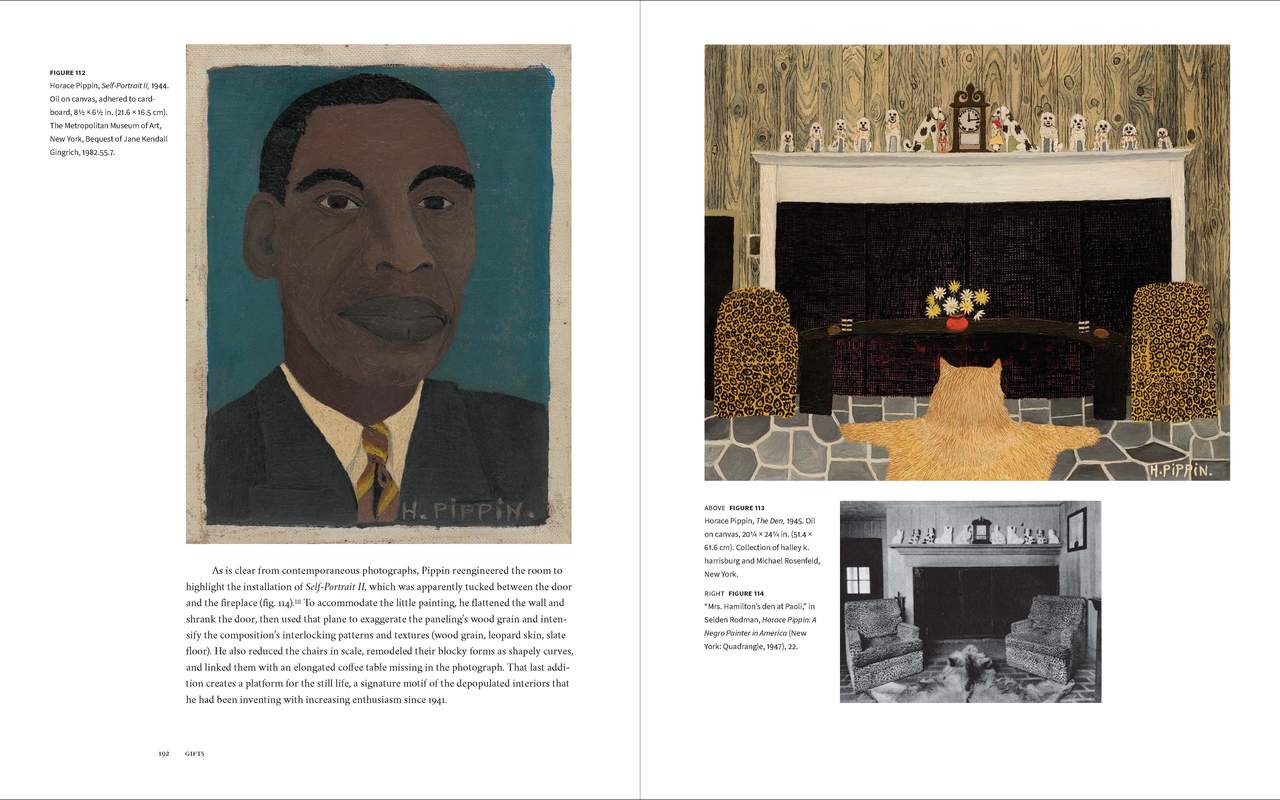 FIGURE 112
Horace Pippin, Self-Portrait II, 1944.
Oil on canvas, adhered to card-
board, 8½ × 6½ in. (21.6 × 16.5 cm).
The Metropolitan Museum of Art,
New York, Bequest of Jane Kendall
Gingrich, 1982.55.7.
H. PiPPiN.
As is clear from contemporaneous photographs, Pippin reengineered the room to
highlight the installation of Self-Portrait II, which was apparently tucked between the door
and the fireplace (fig. 114). To accommodate the little painting, he flattened the wall and
shrank the door, then used that plane to exaggerate the paneling’s wood grain and inten-
sify the composition’s interlocking patterns and textures (wood grain, leopard skin, slate
floor). He also reduced the chairs in scale, remodeled their blocky forms as shapely curves,
and linked them with an elongated coffee table missing in the photograph. That last addi-
tion creates a platform for the still life, a signature motif of the depopulated interiors that
he had been inventing with increasing enthusiasm since 1941.
192 GIFTS
H. PiPPiN.
ABOVE FIGURE 113
Horace Pippin, The Den, 1945. Oil
on canvas, 20¼ × 24¼ in. (51.4 ×
61.6 cm). Collection of halley k.
harrisburg and Michael Rosenfeld,
New York.
RIGHT FIGURE 114
“Mrs. Hamilton’s den at Paoli,” in
Selden Rodman, Horace Pippin: A
Negro Painter in America (New
York: Quadrangle, 1947), 22.